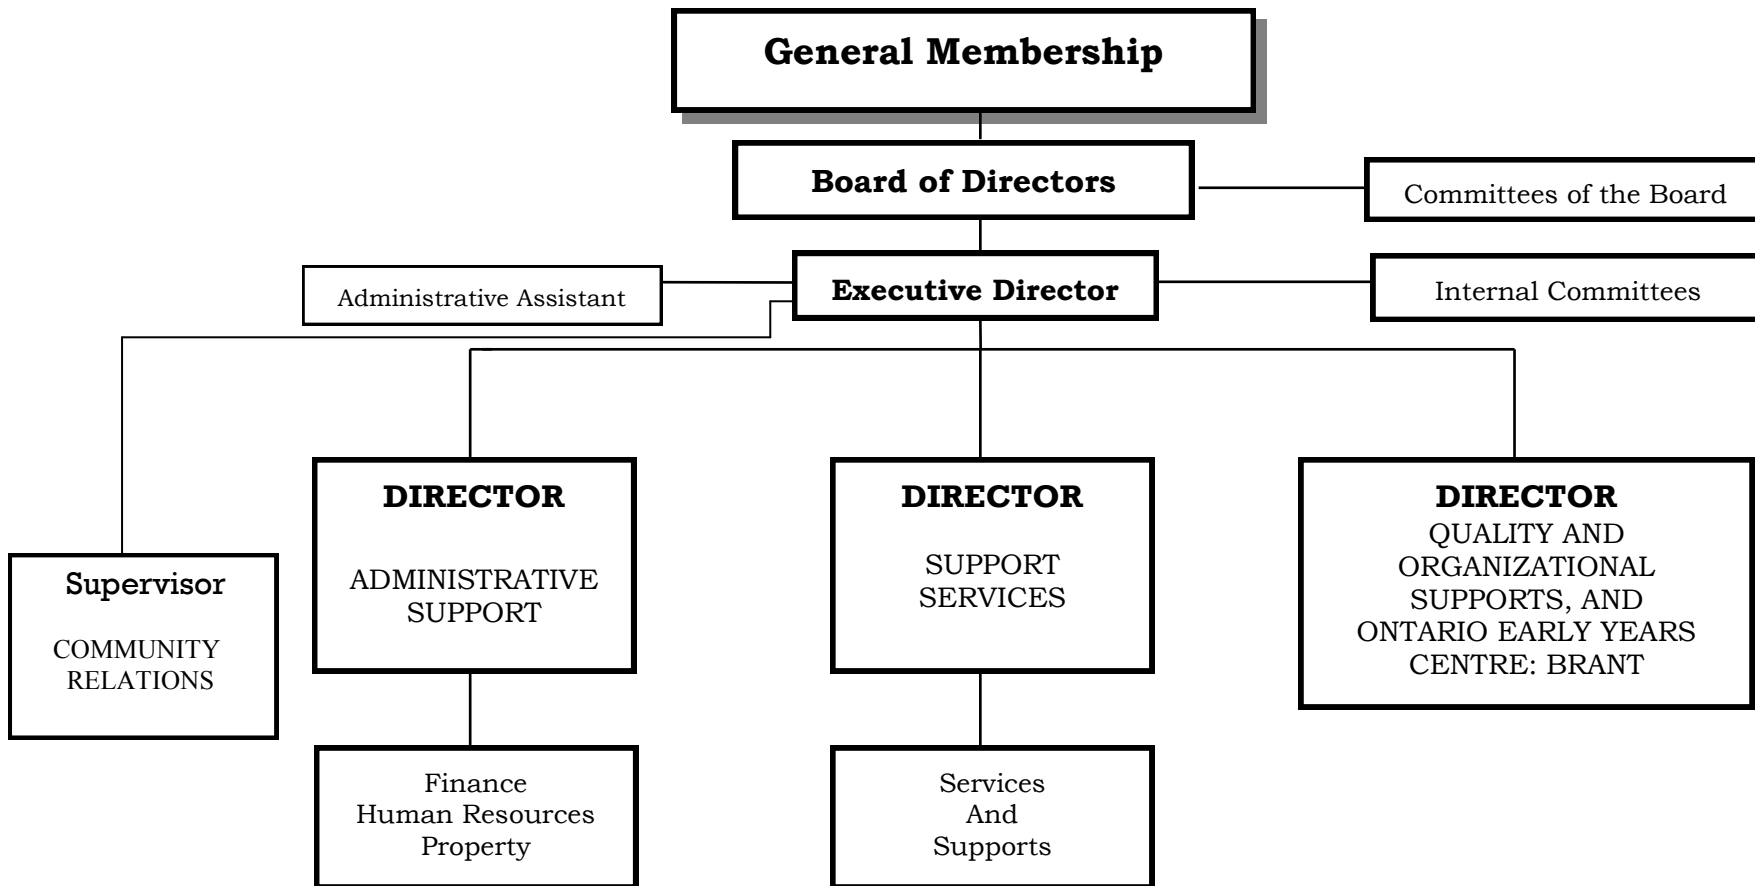 General Membership
Board of Directors
Committees of the Board
Administrative Assistant
Executive Director
Internal Committees
Supervisor
COMMUNITY
RELATIONS
DIRECTOR
ADMINISTRATIVE
SUPPORT
DIRECTOR
SUPPORT
SERVICES
DIRECTOR
QUALITY AND
ORGANIZATIONAL
SUPPORTS, AND
ONTARIO EARLY YEARS
CENTRE: BRANT
Finance
Human Resources
Property
Services
And
Supports